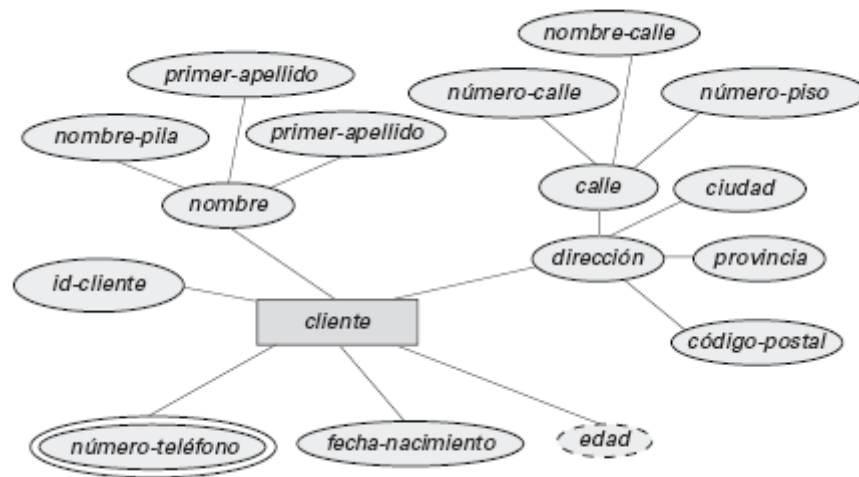 nombre-calle
primer-apellido
número-calle
número-piso
nombre-pila
primer-apellido
calle
ciudad
nombre
dirección
provincia
id-cliente
cliente
código-postal
número-teléfono
fecha-nacimiento
edad